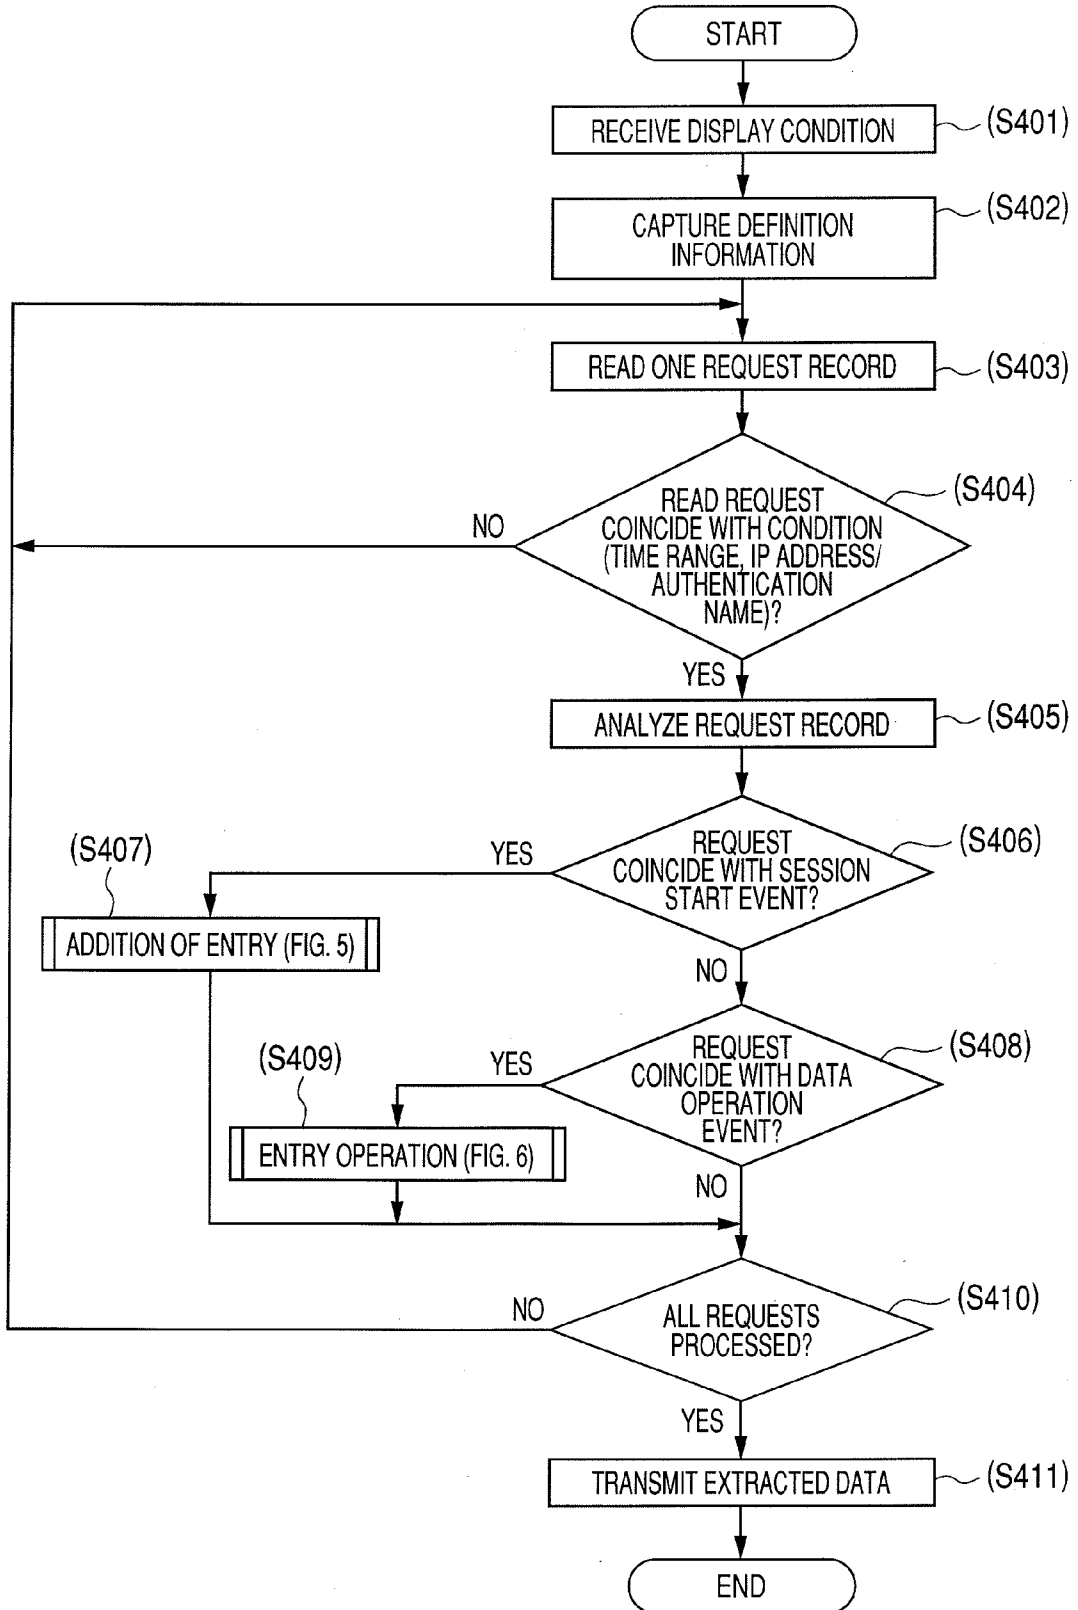 START
RECEIVE DISPLAY CONDITION
(S401)
CAPTURE DEFINITION
INFORMATION
(S402)
READ ONE REQUEST RECORD
(S403)
READ REQUEST
COINCIDE WITH CONDITION
(TIME RANGE, IP ADDRESS/
AUTHENTICATION
NAME)?
(S404)
NO
YES
ANALYZE REQUEST RECORD
(S405)
REQUEST
COINCIDE WITH SESSION
START EVENT?
(S406)
YES
(S407)
ADDITION OF ENTRY (FIG. 5)
NO
REQUEST
COINCIDE WITH DATA
OPERATION
EVENT?
(S408)
YES
(S409)
ENTRY OPERATION (FIG. 6)
NO
ALL REQUESTS
PROCESSED?
(S410)
NO
YES
TRANSMIT EXTRACTED DATA
(S411)
END